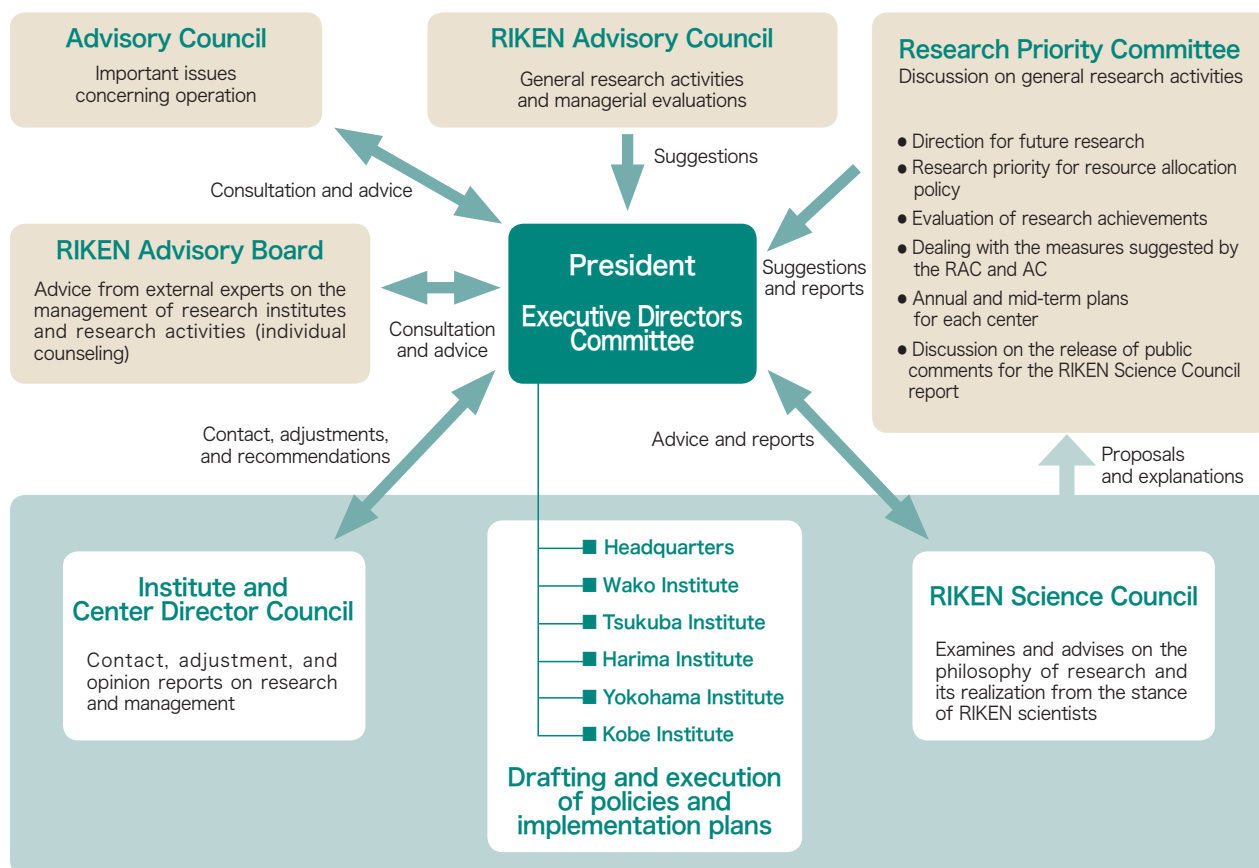 Advisory Council
Important issues
concerning operation
RIKEN Advisory Council
General research activities
and managerial evaluations
Research Priority Committee
Discussion on general research activities
● Direction for future research
● Research priority for resource allocation
policy
● Evaluation of research achievements
● Dealing with the measures suggested by
the RAC and AC
● Annual and mid-term plans
for each center
● Discussion on the release of public
comments for the RIKEN Science Council
report
Consultation and advice
Suggestions
Suggestions
and reports
RIKEN Advisory Board
Advice from external experts on the
management of research institutes
and research activities (individual
counseling)
Consultation
and advice
President
Executive Directors
Committee
Contact, adjustments,
and recommendations
Advice and reports
Proposals
and explanations
Institute and
Center Director Council
Contact, adjustment, and
opinion reports on research
and management
■ Headquarters
■ Wako Institute
■ Tsukuba Institute
■ Harima Institute
■ Yokohama Institute
■ Kobe Institute
Drafting and execution
of policies and
implementation plans
RIKEN Science Council
Examines and advises on the
philosophy of research and
its realization from the stance
of RIKEN scientists